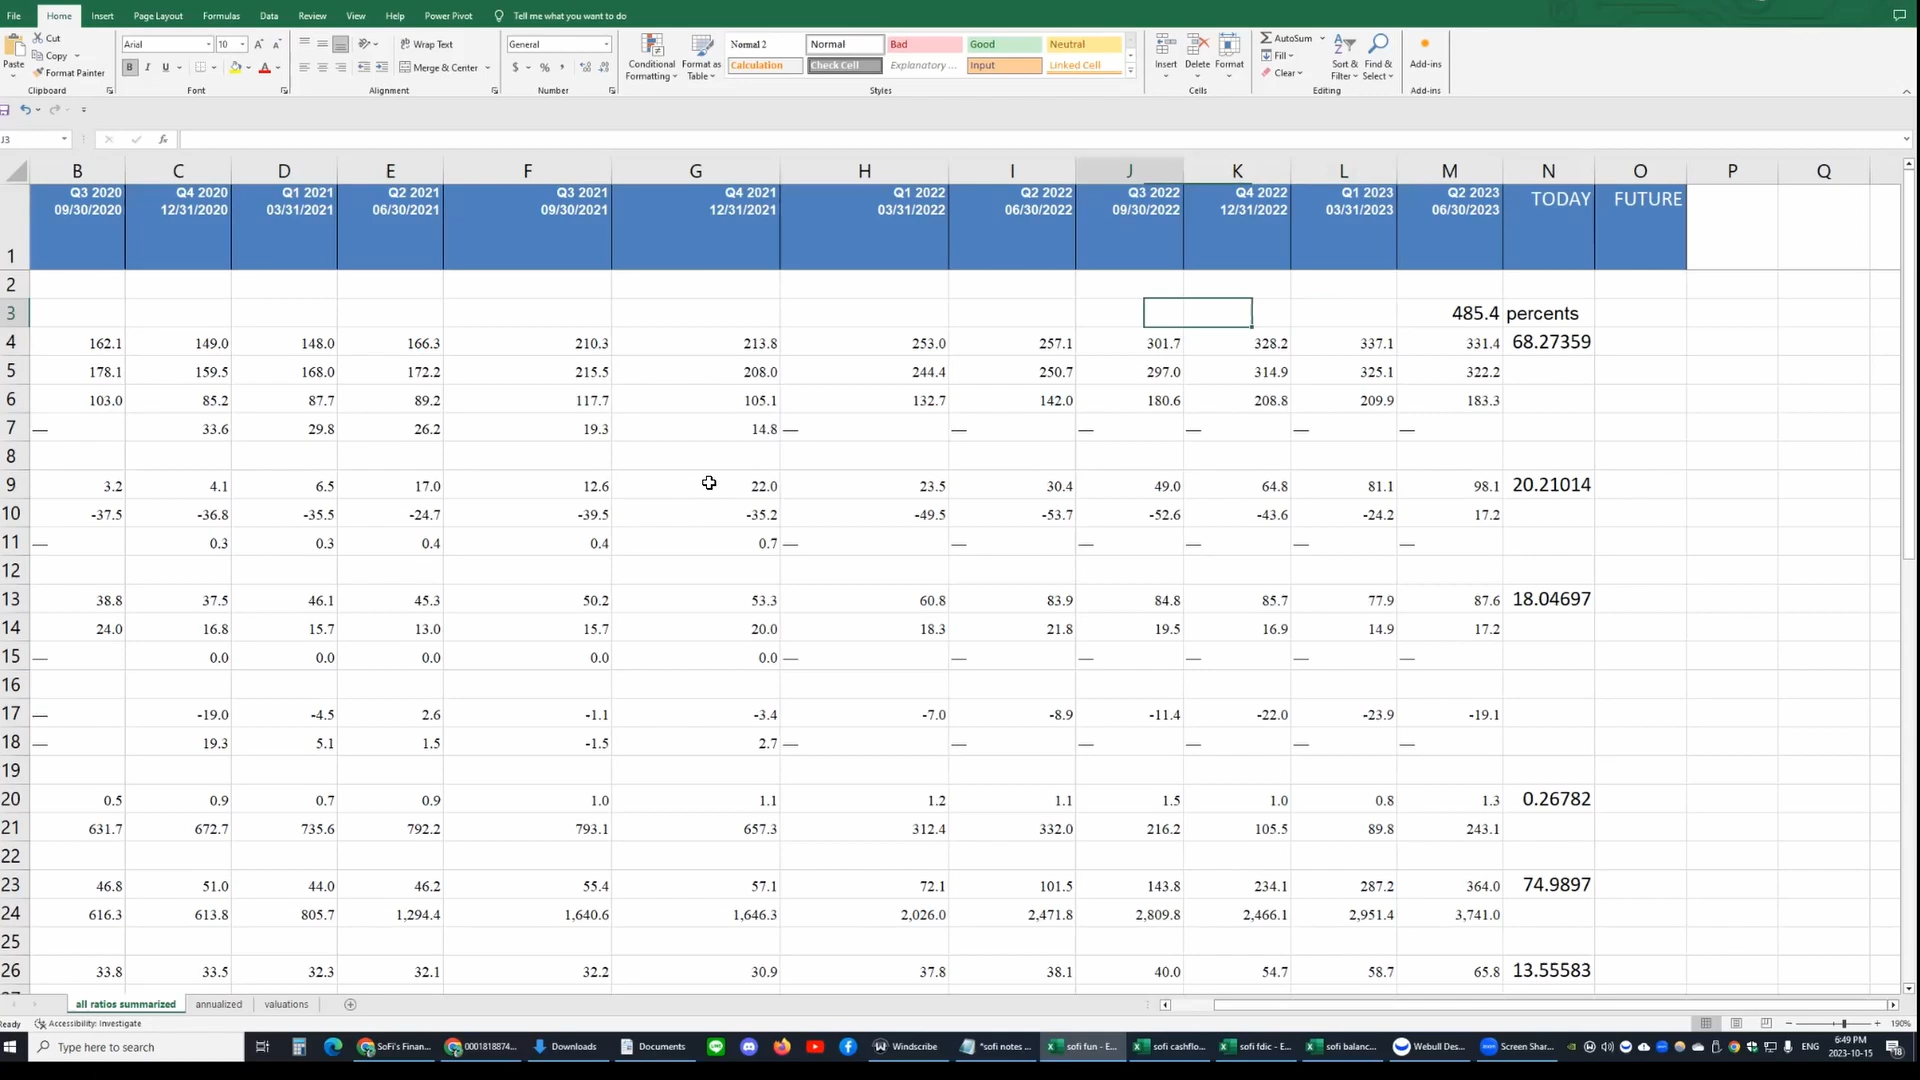 File Home Insert Page Layout Formulas Data Review View Help Power Pivot Tell me what you want to do
Paste Cut Copy Format Painter Clipboard
Arial 10 B I U Font
Wrap Text Merge & Center Alignment
General $ % Number
Conditional Formatting Format as Table
Normal 2 Normal Bad Good Neutral
Calculation Check Cell Explanatory ... Input Linked Cell
Styles
Insert Delete Format Cells
AutoSum Fill Clear Sort & Filter Find & Select Editing
Add-ins Add-ins
J3 fx
B C D E F G H I J K L M N O P Q
Q3 2020 Q4 2020 Q1 2021 Q2 2021 Q3 2021 Q4 2021 Q1 2022 Q2 2022 Q3 2022 Q4 2022 Q1 2023 Q2 2023 TODAY FUTURE
09/30/2020 12/31/2020 03/31/2021 06/30/2021 09/30/2021 12/31/2021 03/31/2022 06/30/2022 09/30/2022 12/31/2022 03/31/2023 06/30/2023
1
2
3 485.4 percents
4 162.1 149.0 148.0 166.3 210.3 213.8 253.0 257.1 301.7 328.2 337.1 331.4 68.27359
5 178.1 159.5 168.0 172.2 215.5 208.0 244.4 250.7 297.0 314.9 325.1 322.2
6 103.0 85.2 87.7 89.2 117.7 105.1 132.7 142.0 180.6 208.8 209.9 183.3
7 — 33.6 29.8 26.2 19.3 14.8 — — — — — —
8
9 3.2 4.1 6.5 17.0 12.6 22.0 23.5 30.4 49.0 64.8 81.1 98.1 20.21014
10 -37.5 -36.8 -35.5 -24.7 -39.5 -35.2 -49.5 -53.7 -52.6 -43.6 -24.2 17.2
11 — 0.3 0.3 0.4 0.4 0.7 — — — — — —
12
13 38.8 37.5 46.1 45.3 50.2 53.3 60.8 83.9 84.8 85.7 77.9 87.6 18.04697
14 24.0 16.8 15.7 13.0 15.7 20.0 18.3 21.8 19.5 16.9 14.9 17.2
15 — 0.0 0.0 0.0 0.0 0.0 — — — — — —
16
17 — -19.0 -4.5 2.6 -1.1 -3.4 -7.0 -8.9 -11.4 -22.0 -23.9 -19.1
18 — 19.3 5.1 1.5 -1.5 2.7 — — — — — —
19
20 0.5 0.9 0.7 0.9 1.0 1.1 1.2 1.1 1.5 1.0 0.8 1.3 0.26782
21 631.7 672.7 735.6 792.2 793.1 657.3 312.4 332.0 216.2 105.5 89.8 243.1
22
23 46.8 51.0 44.0 46.2 55.4 57.1 72.1 101.5 143.8 234.1 287.2 364.0 74.9897
24 616.3 613.8 805.7 1,294.4 1,640.6 1,646.3 2,026.0 2,471.8 2,809.8 2,466.1 2,951.4 3,741.0
25
26 33.8 33.5 32.3 32.1 32.2 30.9 37.8 38.1 40.0 54.7 58.7 65.8 13.55583
all ratios summarized annualized valuations
Ready Accessibility: Investigate 190%
Type here to search SoFi's Finan... 0001818874... Downloads Documents Windscribe *sofi notes ... sofi fun - E... sofi cashflo... sofi fdic - E... sofi balanc... Webull Des... Screen Shar... ENG 6:49 PM
2023-10-15 18